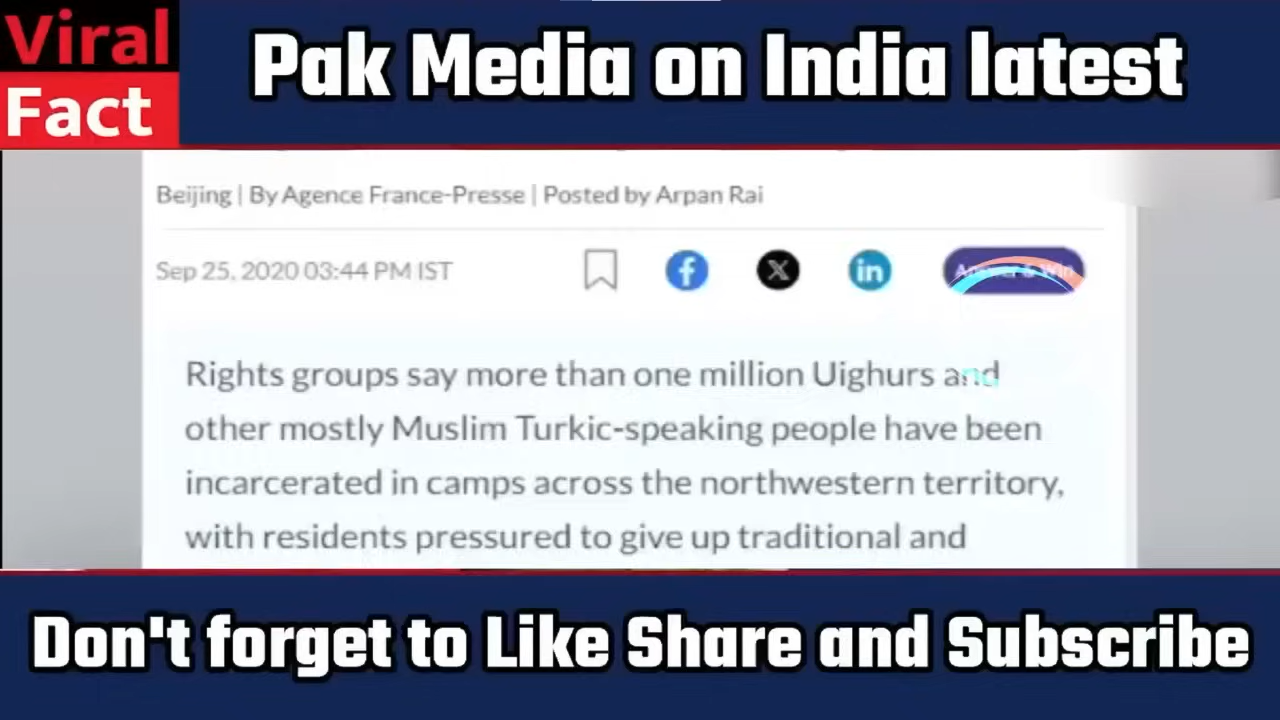 Viral
Fact
Pak Media on India latest
Beijing | By Agence France-Presse | Posted by Arpan Rai
Sep 25, 2020 03:44 PM IST
Answer & Win
Rights groups say more than one million Uighurs and
other mostly Muslim Turkic-speaking people have been
incarcerated in camps across the northwestern territory,
with residents pressured to give up traditional and
Don't forget to Like Share and Subscribe